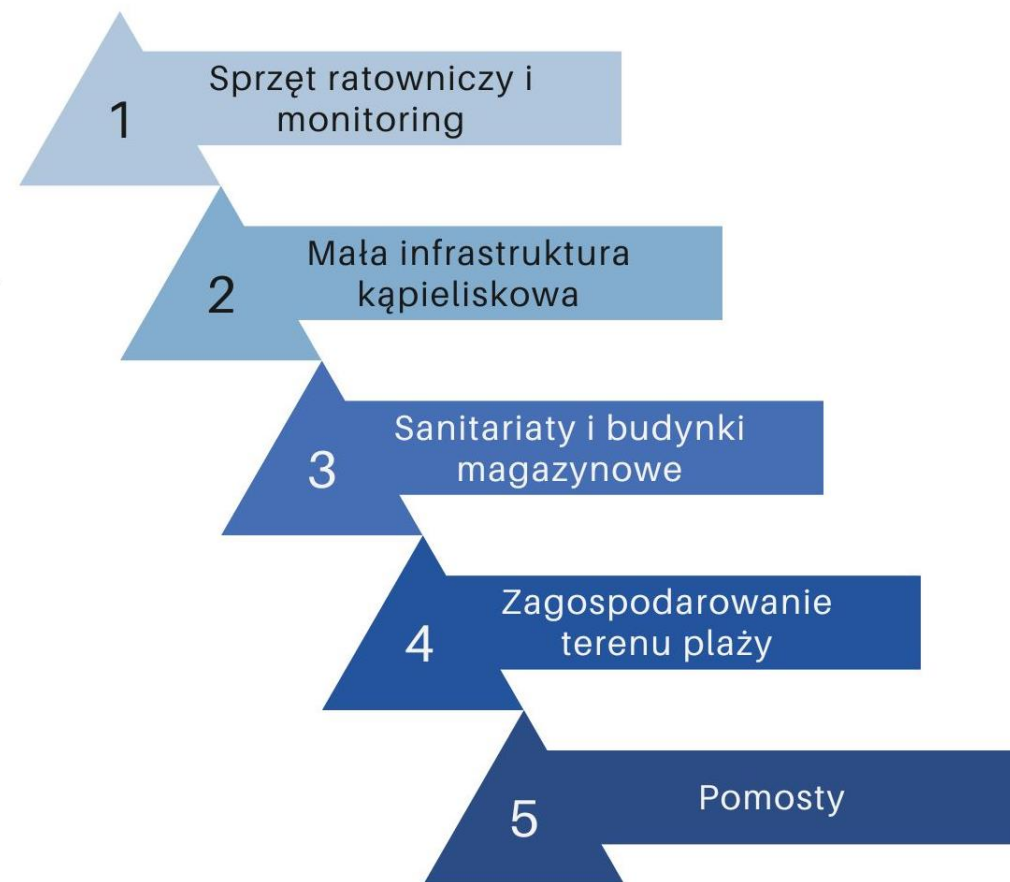 1
Sprzęt ratowniczy i
monitoring
2
Mała infrastruktura
kąpieliskowa
3
Sanitariaty i budynki
magazynowe
4
Zagospodarowanie
terenu plaży
5
Pomosty